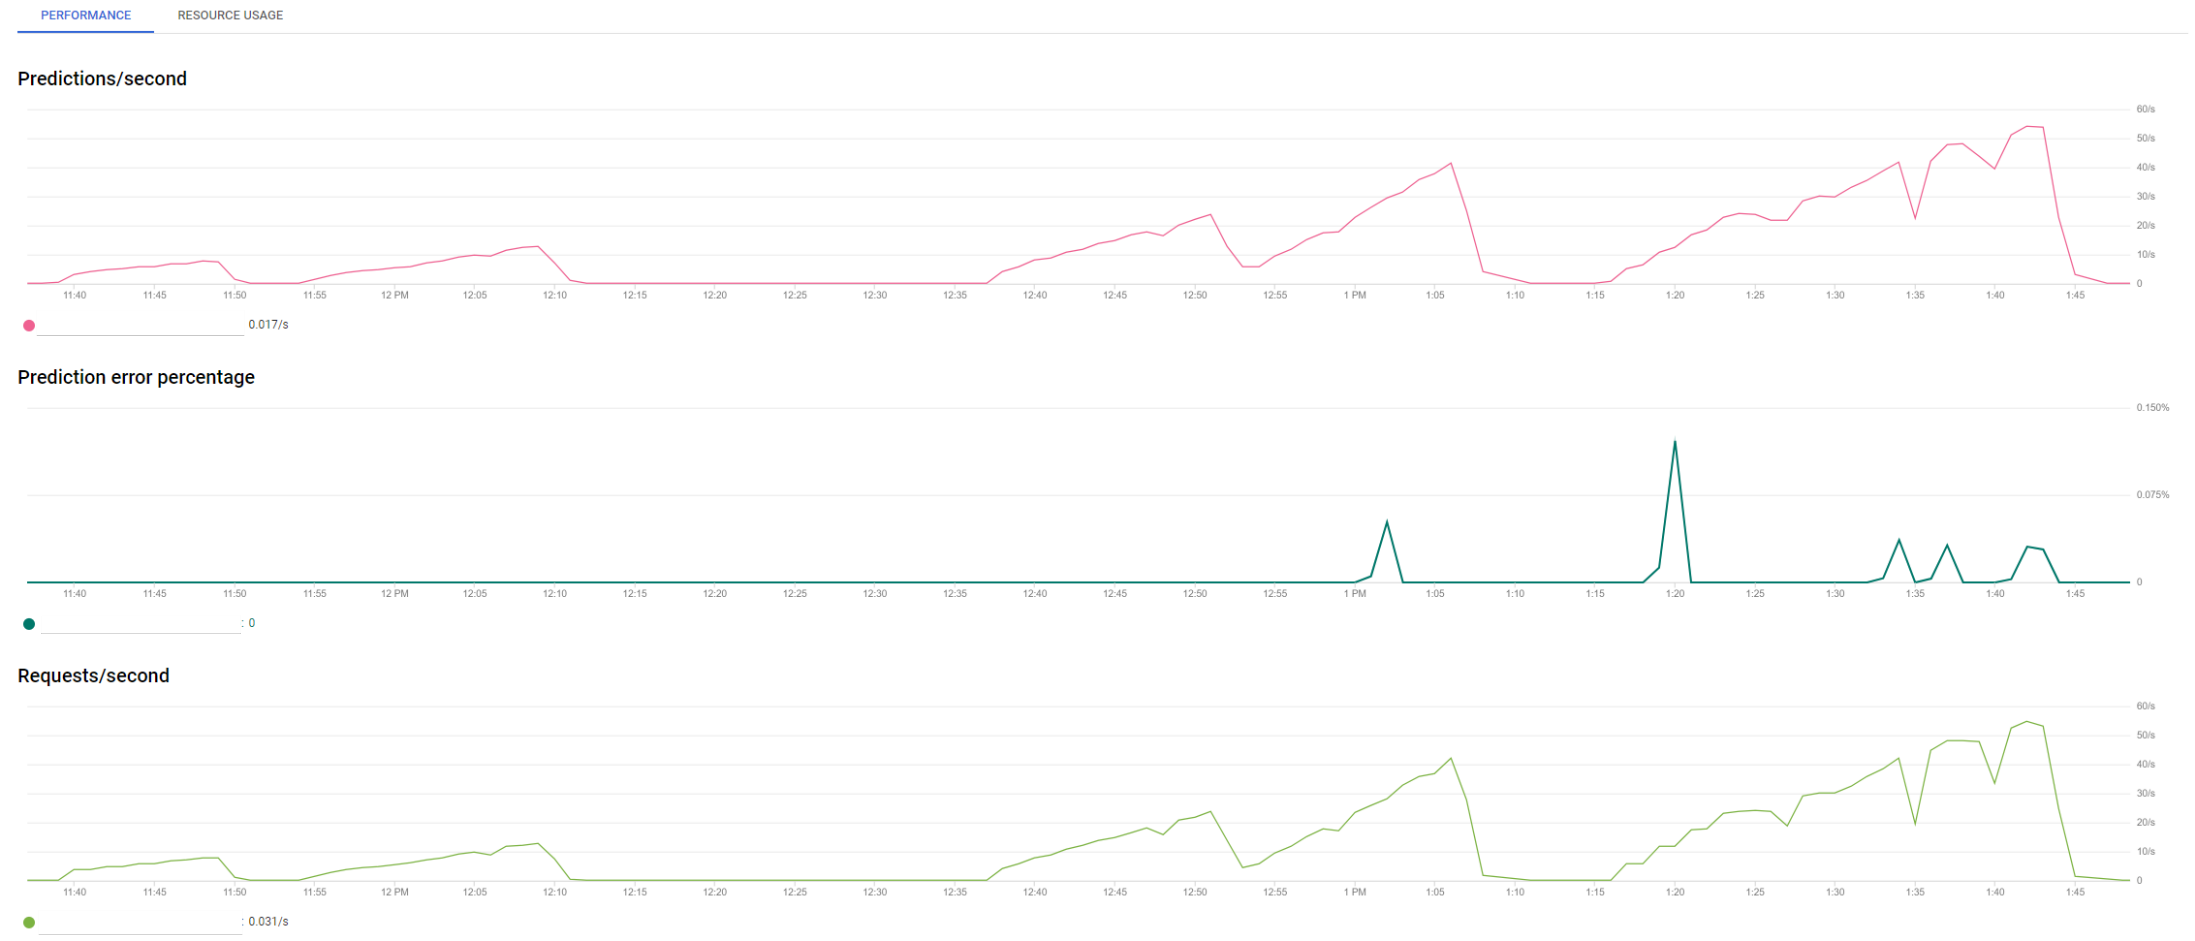 PERFORMANCE RESOURCE USAGE
Predictions/second
60/s
50/s
40/s
30/s
20/s
10/s
0
11:40 11:45 11:50 11:55 12 PM 12:05 12:10 12:15 12:20 12:25 12:30 12:35 12:40 12:45 12:50 12:55 1 PM 1:05 1:10 1:15 1:20 1:25 1:30 1:35 1:40 1:45
0.017/s
Prediction error percentage
0.150%
0.075%
0
11:40 11:45 11:50 11:55 12 PM 12:05 12:10 12:15 12:20 12:25 12:30 12:35 12:40 12:45 12:50 12:55 1 PM 1:05 1:10 1:15 1:20 1:25 1:30 1:35 1:40 1:45
: 0
Requests/second
60/s
50/s
40/s
30/s
20/s
10/s
0
11:40 11:45 11:50 11:55 12 PM 12:05 12:10 12:15 12:20 12:25 12:30 12:35 12:40 12:45 12:50 12:55 1 PM 1:05 1:10 1:15 1:20 1:25 1:30 1:35 1:40 1:45
: 0.031/s